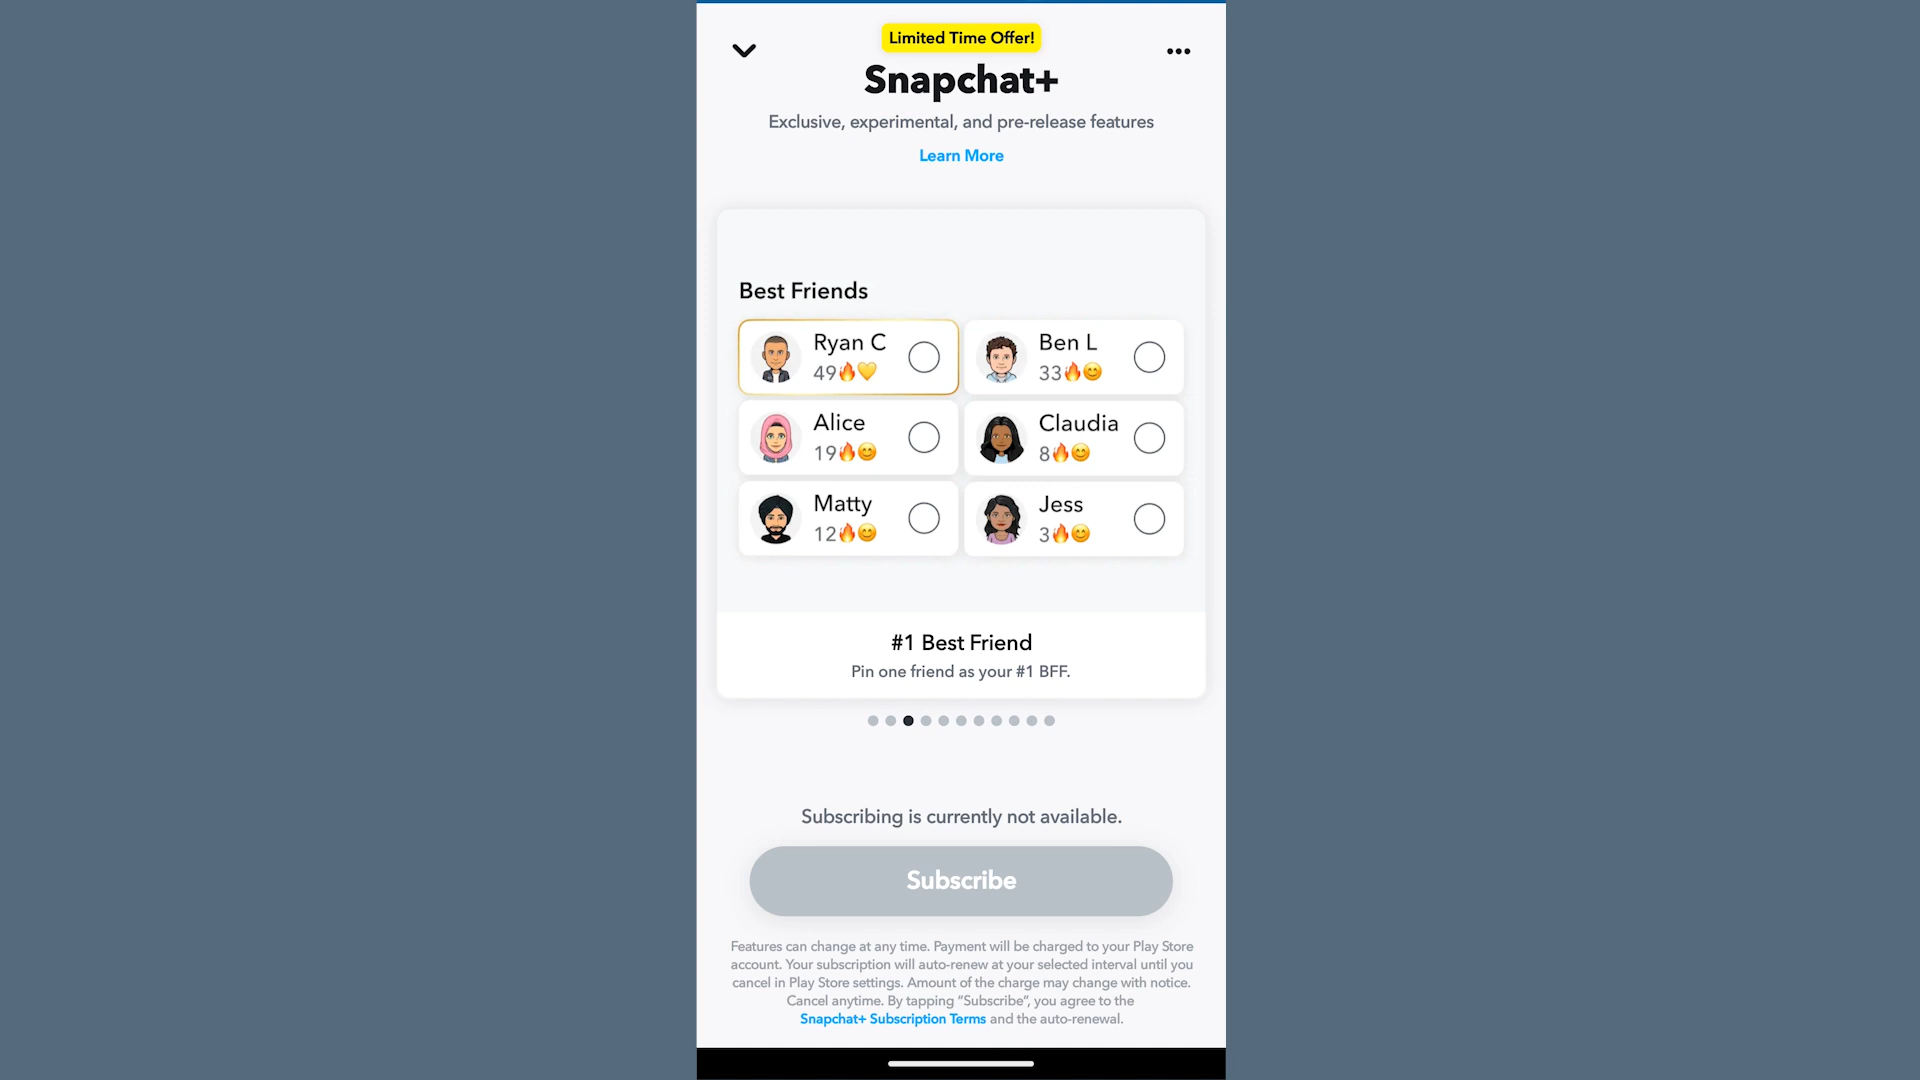 Limited Time Offer!
Snapchat+
Exclusive, experimental, and pre-release features
Learn More
Best Friends
Ryan C
49🔥💛
Ben L
33🔥😊
Alice
19🔥😊
Claudia
8🔥😊
Matty
12🔥😊
Jess
3🔥😊
#1 Best Friend
Pin one friend as your #1 BFF.
Subscribing is currently not available.
Subscribe
Features can change at any time. Payment will be charged to your Play Store
account. Your subscription will auto-renew at your selected interval until you
cancel in Play Store settings. Amount of the charge may change with notice.
Cancel anytime. By tapping “Subscribe“, you agree to the
Snapchat+ Subscription Terms and the auto-renewal.